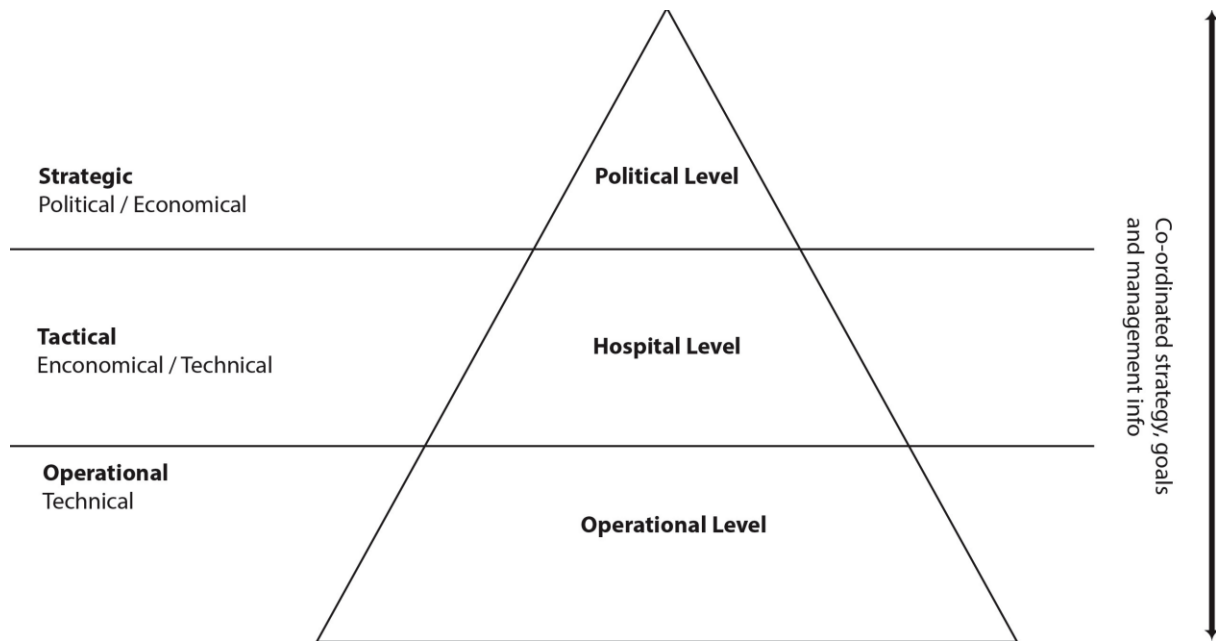 Strategic
Political / Economical
Political Level
Tactical
Enconomical / Technical
Hospital Level
Operational
Technical
Operational Level
Co-ordinated strategy, goals
and management info